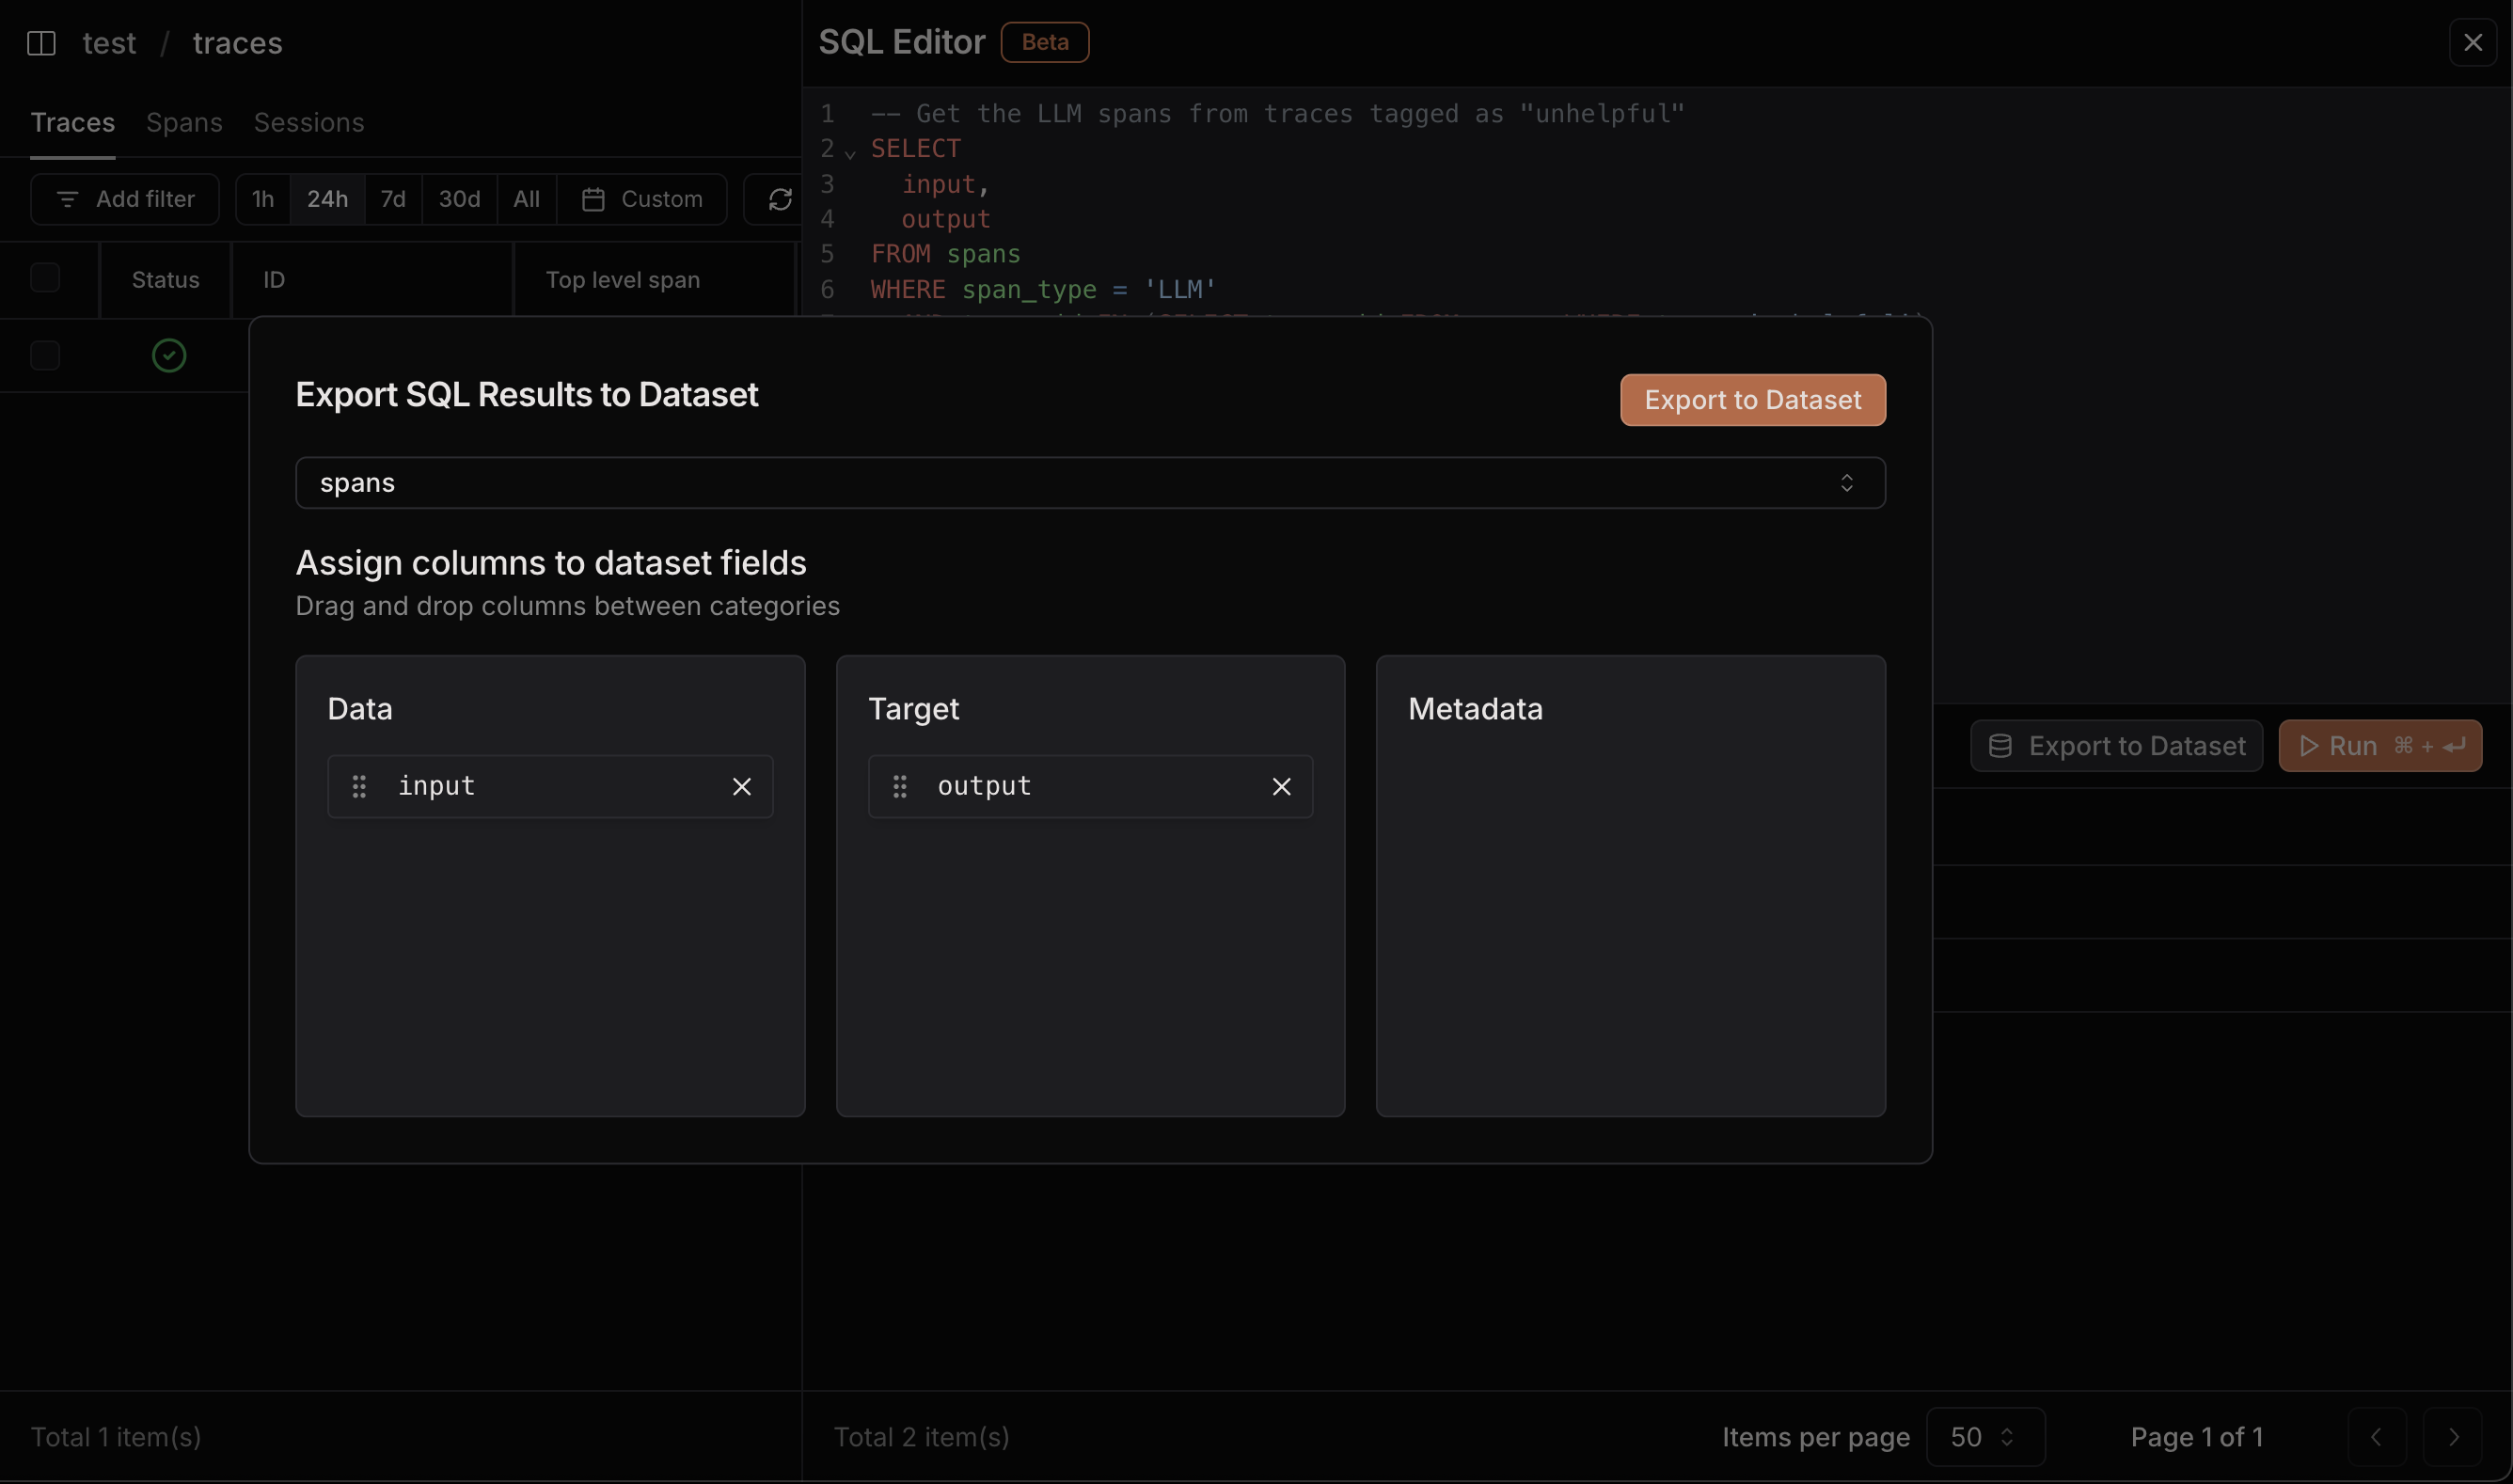 test / traces
Traces Spans Sessions
Add filter 1h 24h 7d 30d All Custom
Status ID Top level span
Total 1 item(s)
SQL Editor Beta
1 -- Get the LLM spans from traces tagged as "unhelpful"
2 SELECT
3 input,
4 output
5 FROM spans
6 WHERE span_type = 'LLM'
Export to Dataset Run ⌘ + ↵
Export SQL Results to Dataset
Export to Dataset
spans
Assign columns to dataset fields
Drag and drop columns between categories
Data
input
Target
output
Metadata
Total 2 item(s)
Items per page 50 Page 1 of 1